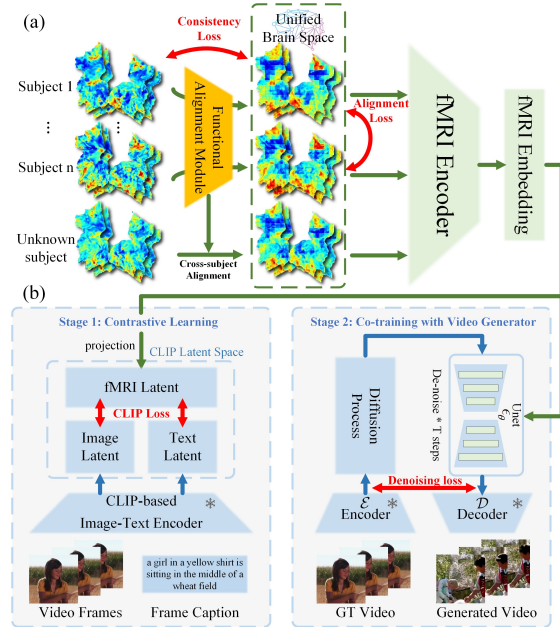 (a)
Consistency
Loss
Unified
Brain Space
Subject 1
...
...
Subject n
Unknown
subject
Functional
Alignment Module
Cross-subject
Alignment
Alignment
Loss
fMRI Encoder
fMRI Embedding
(b)
Stage 1: Contrastive Learning
projection
CLIP Latent Space
fMRI Latent
CLIP Loss
Image
Latent
Text
Latent
CLIP-based
Image-Text Encoder
*
a girl in a yellow shirt is
sitting in the middle of a
wheat field
Video Frames
Frame Caption
Stage 2: Co-training with Video Generator
Diffusion
Process
De-noise * T steps
Unet
ϵθ
Denoising loss
ℰ
Encoder
*
𝒟
Decoder
*
GT Video
Generated Video